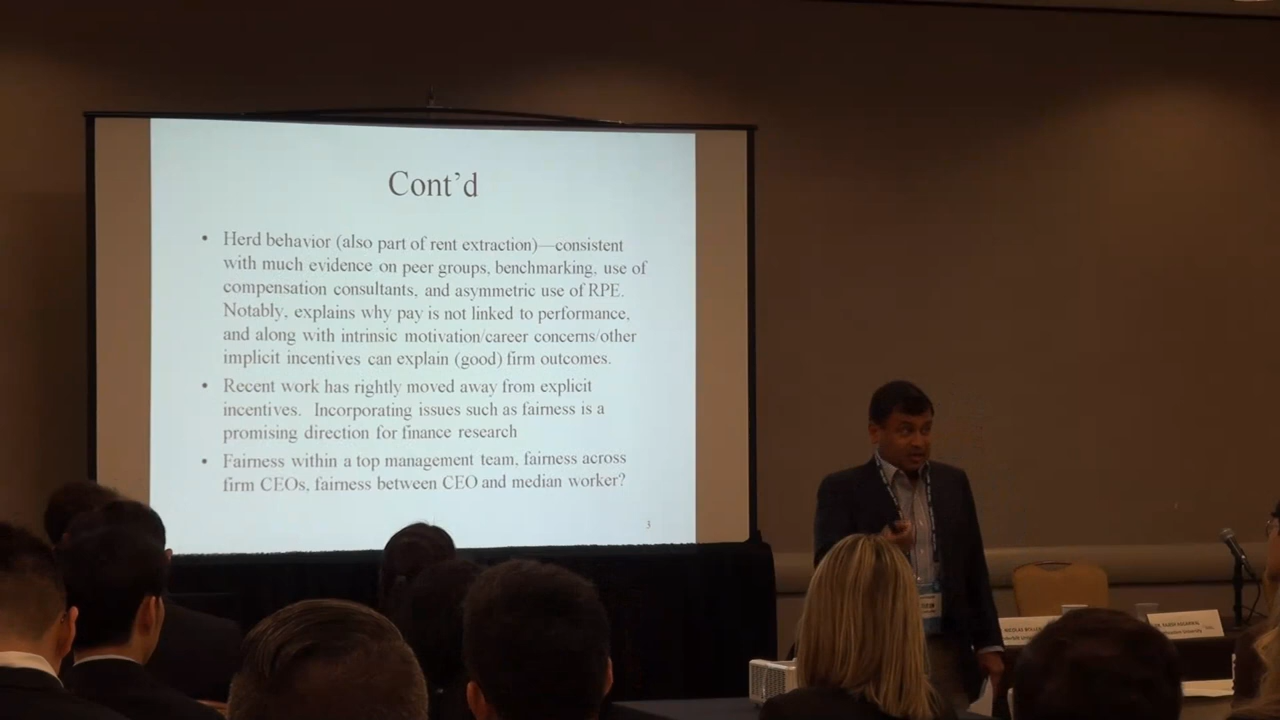 Cont’d
• Herd behavior (also part of rent extraction)—consistent
with much evidence on peer groups, benchmarking, use of
compensation consultants, and asymmetric use of RPE.
Notably, explains why pay is not linked to performance,
and along with intrinsic motivation/career concerns/other
implicit incentives can explain (good) firm outcomes.
• Recent work has rightly moved away from explicit
incentives. Incorporating issues such as fairness is a
promising direction for finance research
• Fairness within a top management team, fairness across
firm CEOs, fairness between CEO and median worker?
3
NICOLAS
AGGARWAL
University